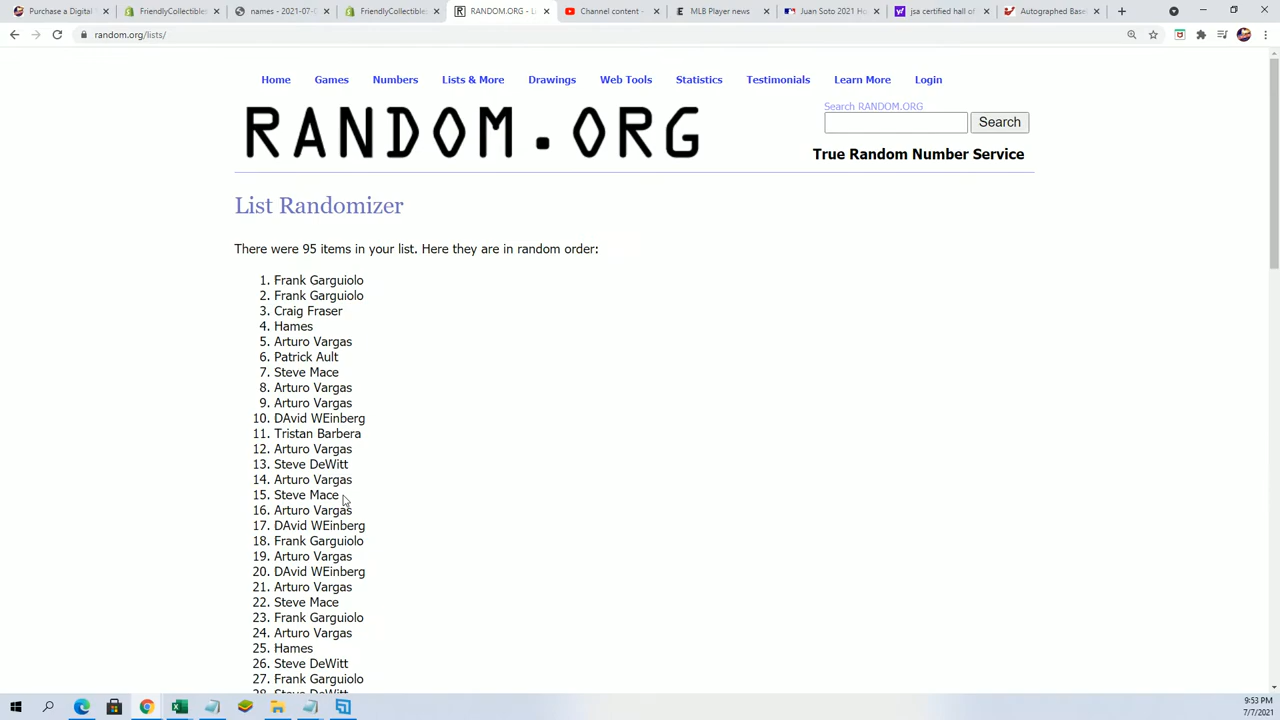 Purchase a Digital
FriendlyCollectibles
names - 2021-07-0
FriendlyCollectible
RANDOM.ORG - Li
Channel content -
MLB Player news
Juan Soto 2021 Ho
jsa certified hall of
Autographed Base
random.org/lists/
Home Games Numbers Lists & More Drawings Web Tools Statistics Testimonials Learn More Login
RANDOM.ORG
Search RANDOM.ORG
Search
True Random Number Service
List Randomizer
There were 95 items in your list. Here they are in random order:
1. Frank Garguiolo
2. Frank Garguiolo
3. Craig Fraser
4. Hames
5. Arturo Vargas
6. Patrick Ault
7. Steve Mace
8. Arturo Vargas
9. Arturo Vargas
10. DAvid WEinberg
11. Tristan Barbera
12. Arturo Vargas
13. Steve DeWitt
14. Arturo Vargas
15. Steve Mace
16. Arturo Vargas
17. DAvid WEinberg
18. Frank Garguiolo
19. Arturo Vargas
20. DAvid WEinberg
21. Arturo Vargas
22. Steve Mace
23. Frank Garguiolo
24. Arturo Vargas
25. Hames
26. Steve DeWitt
27. Frank Garguiolo
28. Steve DeWitt
9:53 PM
7/7/2021